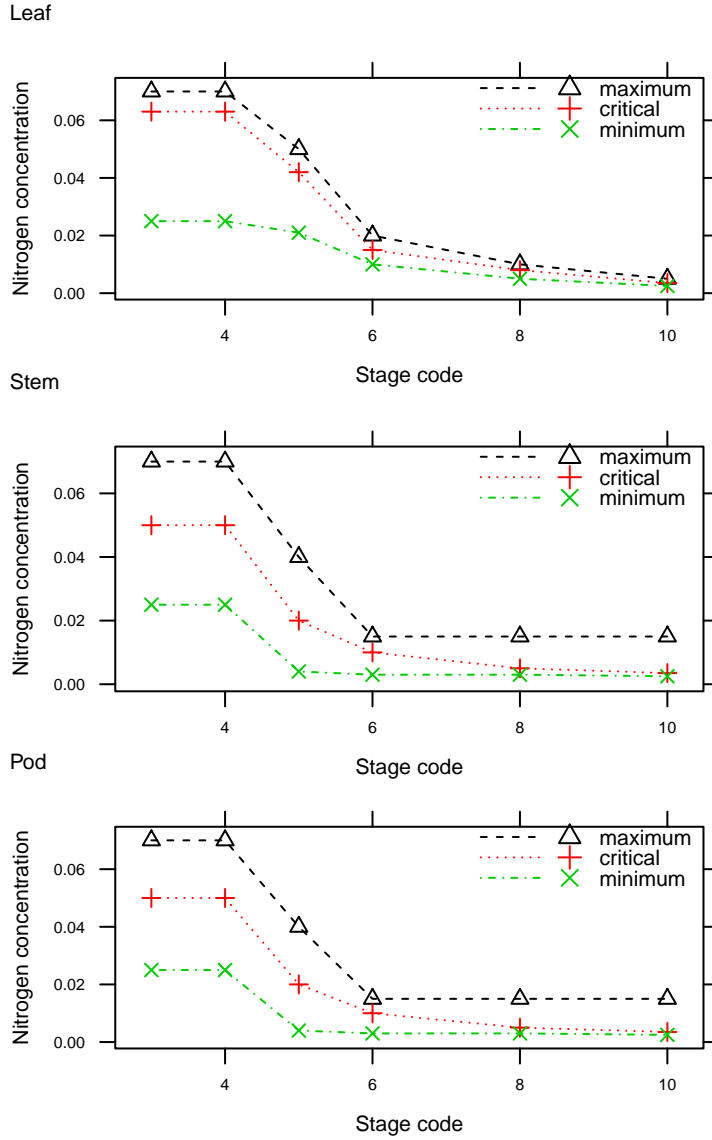 Leaf
Nitrogen concentration
0.06
0.04
0.02
0.00
maximum
critical
minimum
4 6 8 10
Stage code
Stem
Nitrogen concentration
0.06
0.04
0.02
0.00
maximum
critical
minimum
4 6 8 10
Stage code
Pod
Nitrogen concentration
0.06
0.04
0.02
0.00
maximum
critical
minimum
4 6 8 10
Stage code